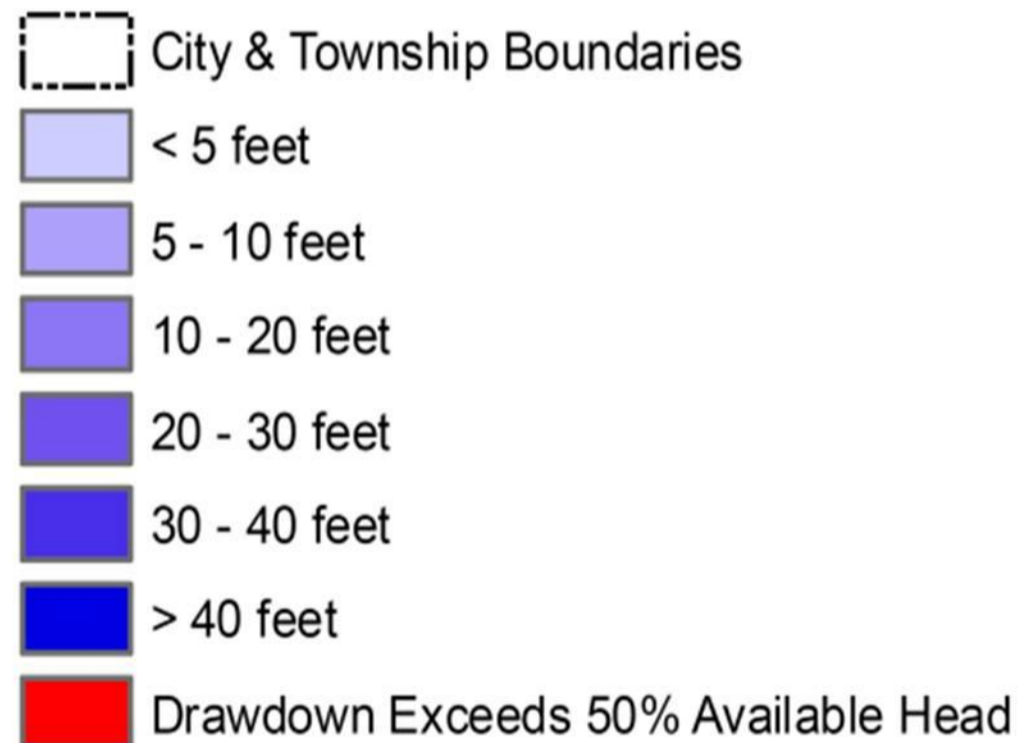 City & Township Boundaries
< 5 feet
5 - 10 feet
10 - 20 feet
20 - 30 feet
30 - 40 feet
> 40 feet
Drawdown Exceeds 50% Available Head